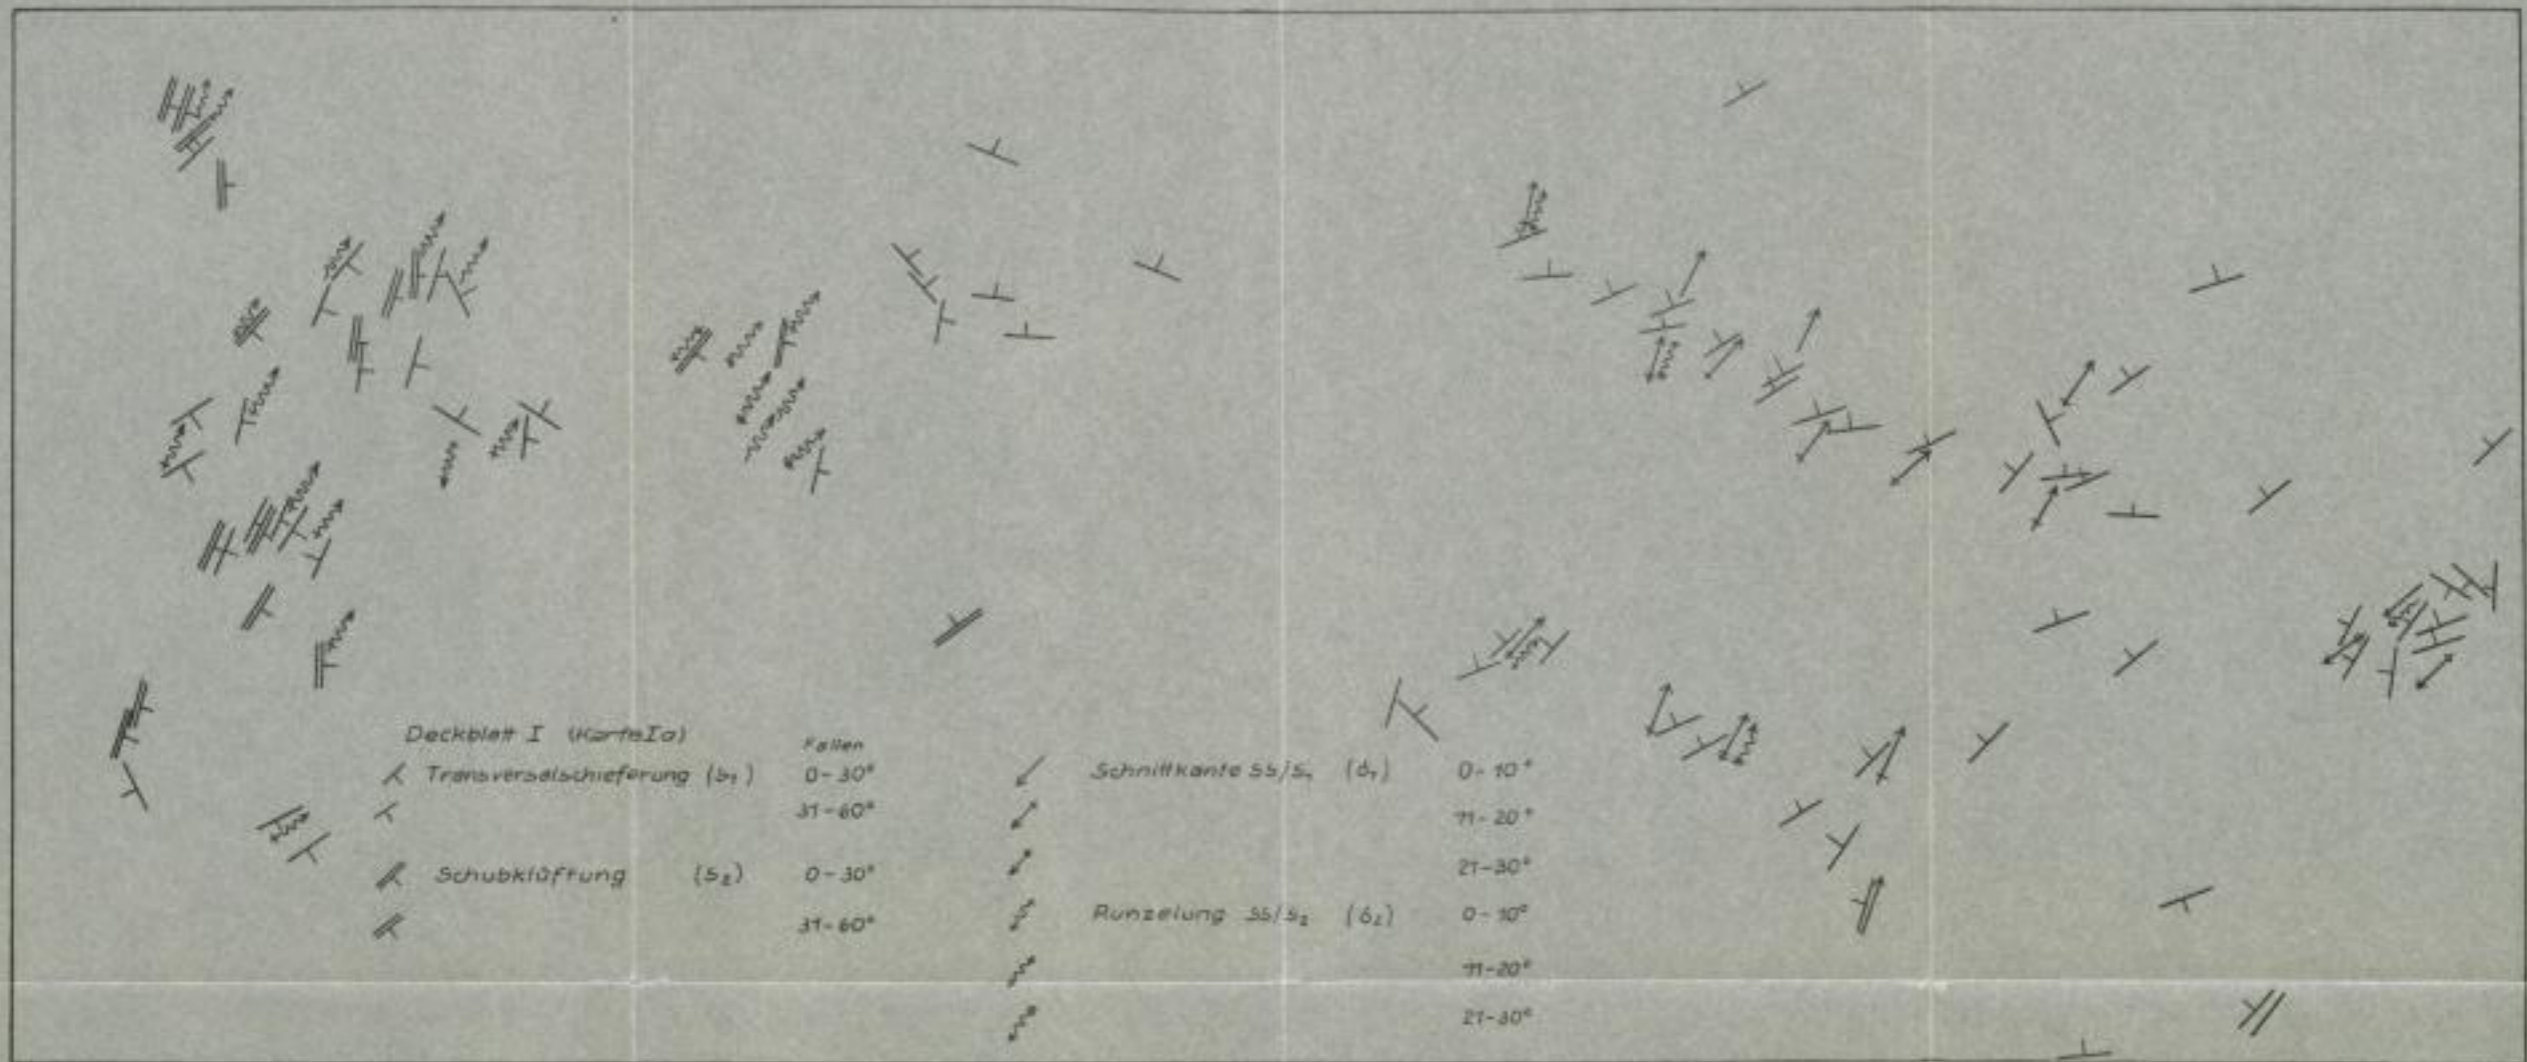 Deckblatt I (Karte Ia)
Fallen
Transversalschieferung (s₁) 0-30°
31-60°
Schubklüftung (s₂) 0-30°
31-60°
Schnittkante ss/s₁ (δ₁) 0-10°
11-20°
21-30°
Runzelung ss/s₂ (δ₂) 0-10°
11-20°
21-30°